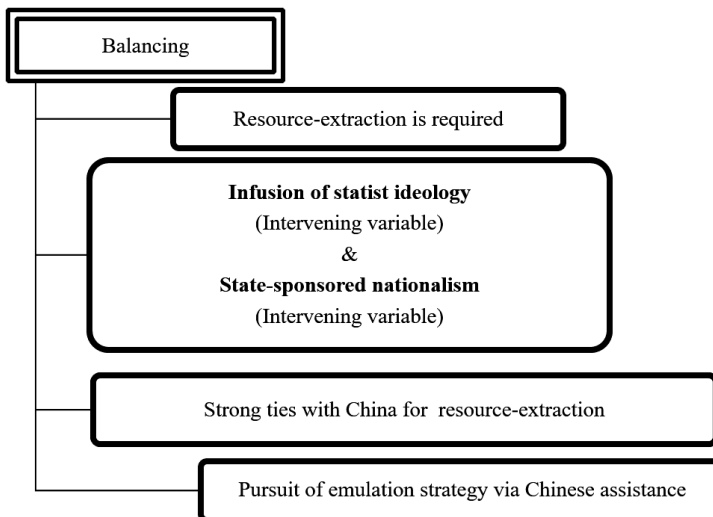 Balancing
Resource-extraction is required
Infusion of statist ideology
(Intervening variable)
&
State-sponsored nationalism
(Intervening variable)
Strong ties with China for resource-extraction
Pursuit of emulation strategy via Chinese assistance